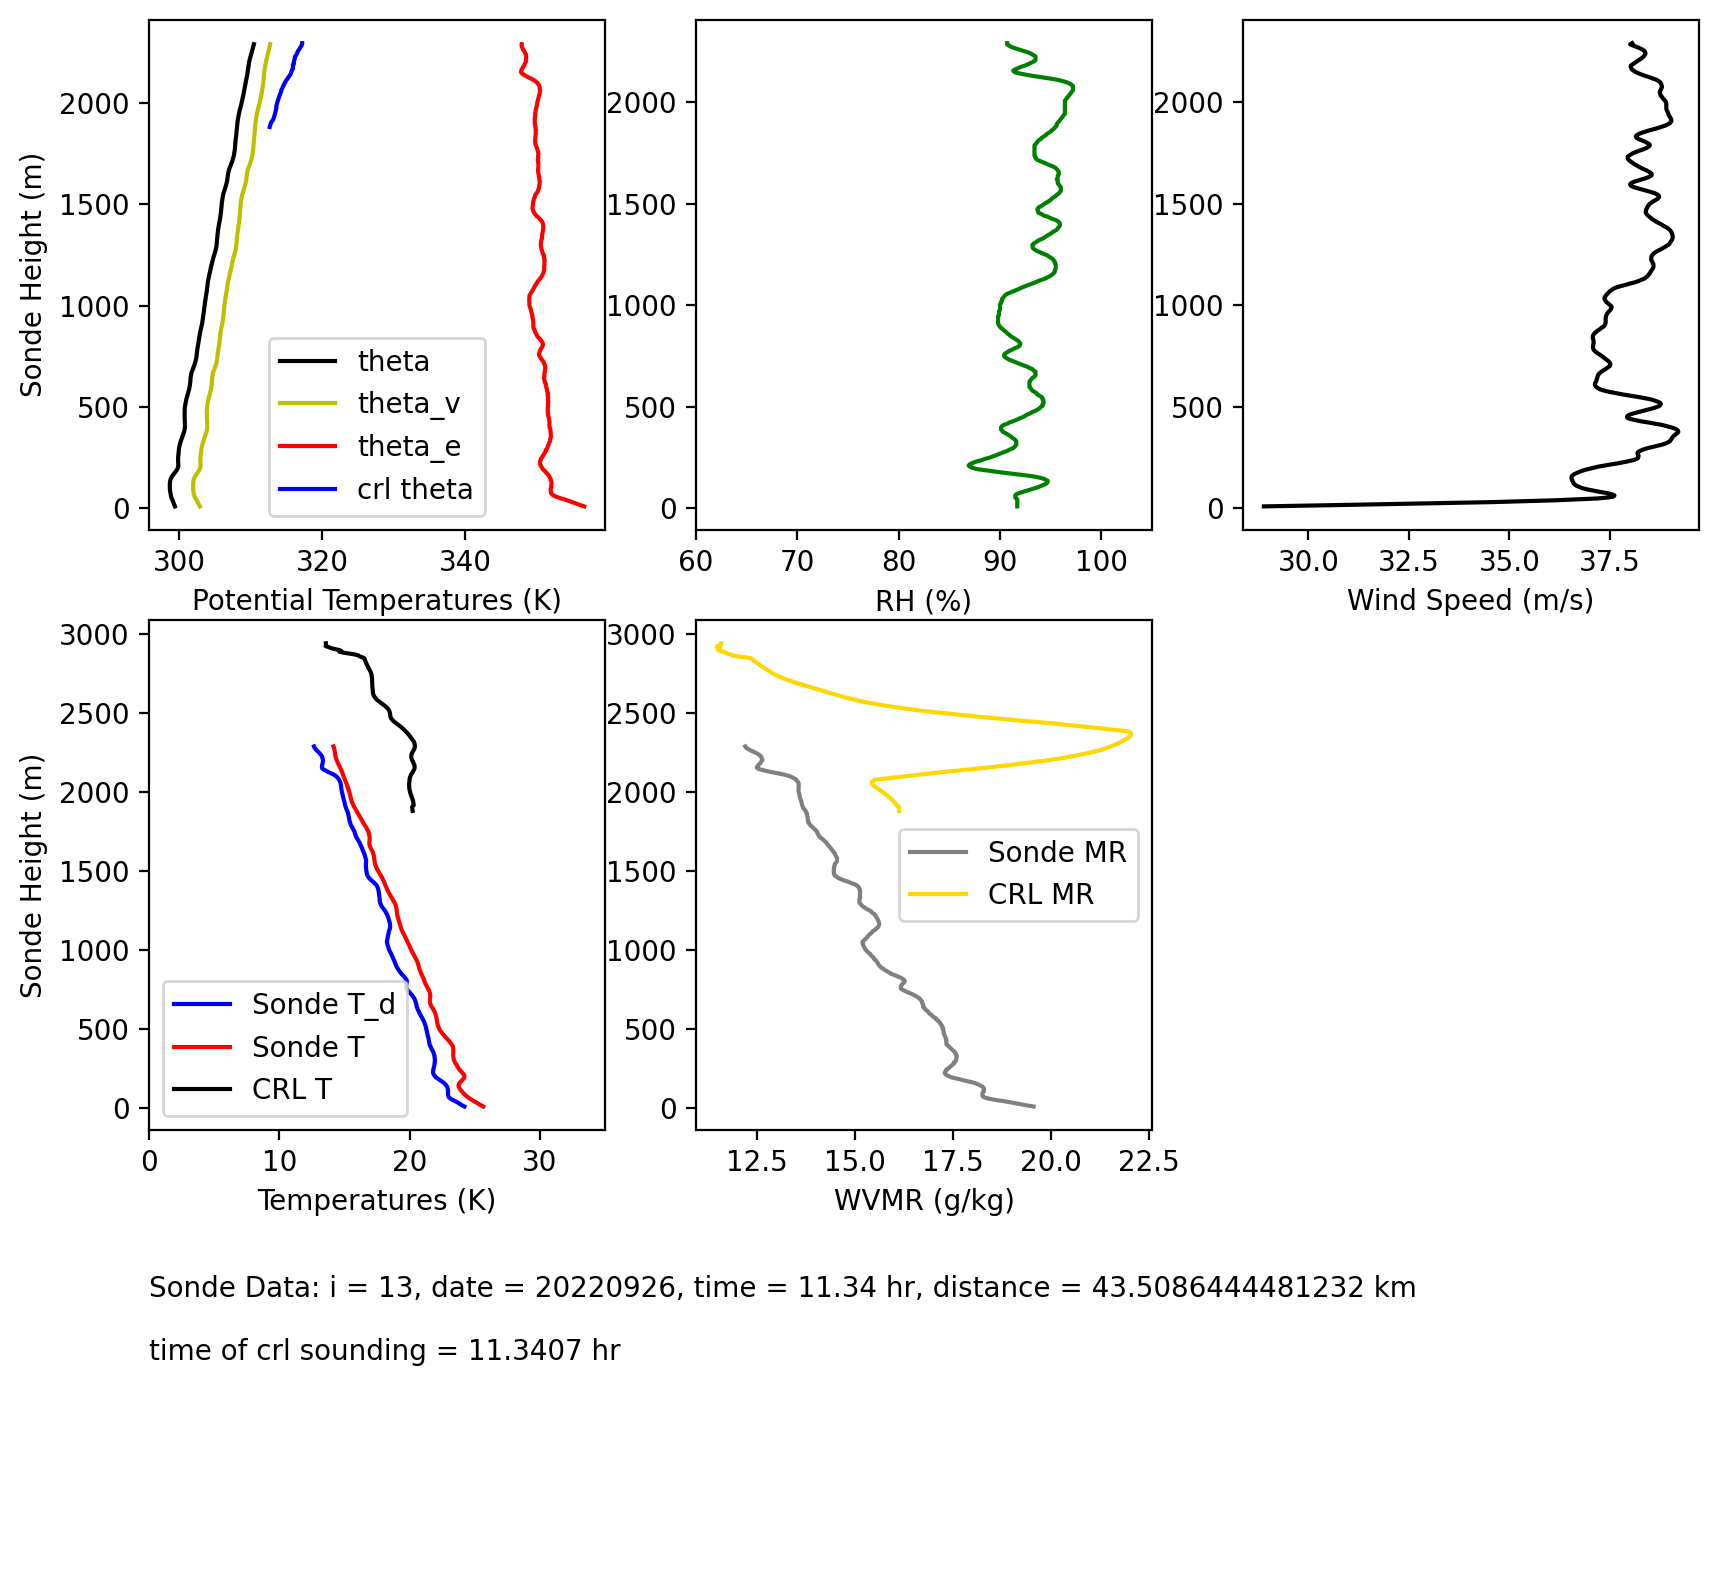 2000
1500
1000
500
0
Sonde Height (m)
theta
theta_v
theta_e
crl theta
300 320 340
Potential Temperatures (K)
2000
1500
1000
500
0
60 70 80 90 100
RH (%)
2000
1500
1000
500
0
30.0 32.5 35.0 37.5
Wind Speed (m/s)
3000
2500
2000
1500
1000
500
0
Sonde Height (m)
Sonde T_d
Sonde T
CRL T
0 10 20 30
Temperatures (K)
3000
2500
2000
1500
1000
500
0
Sonde MR
CRL MR
12.5 15.0 17.5 20.0 22.5
WVMR (g/kg)
Sonde Data: i = 13, date = 20220926, time = 11.34 hr, distance = 43.5086444481232 km
time of crl sounding = 11.3407 hr